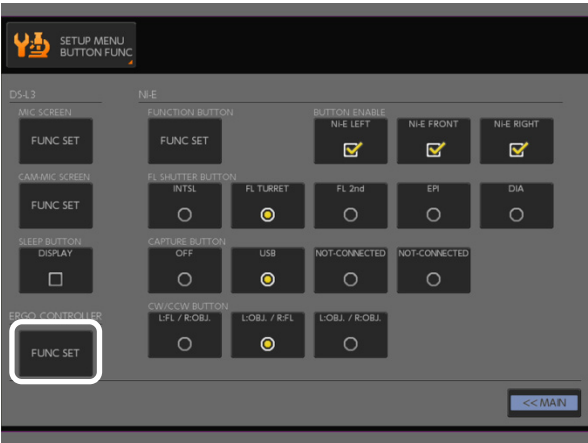 SETUP MENU
BUTTON FUNC
DS-L3
NI-E
MIC SCREEN
FUNC SET
FUNCTION BUTTON
FUNC SET
BUTTON ENABLE
Ni-E LEFT
Ni-E FRONT
Ni-E RIGHT
CAM-MIC SCREEN
FUNC SET
FL SHUTTER BUTTON
INTSL
FL TURRET
FL 2nd
EPI
DIA
SLEEP BUTTON
DISPLAY
CAPTURE BUTTON
OFF
USB
NOT-CONNECTED
NOT-CONNECTED
ERGO CONTROLLER
FUNC SET
CW/CCW BUTTON
L:FL / R:OBJ.
L:OBJ. / R:FL
L:OBJ. / R:OBJ.
<< MAIN